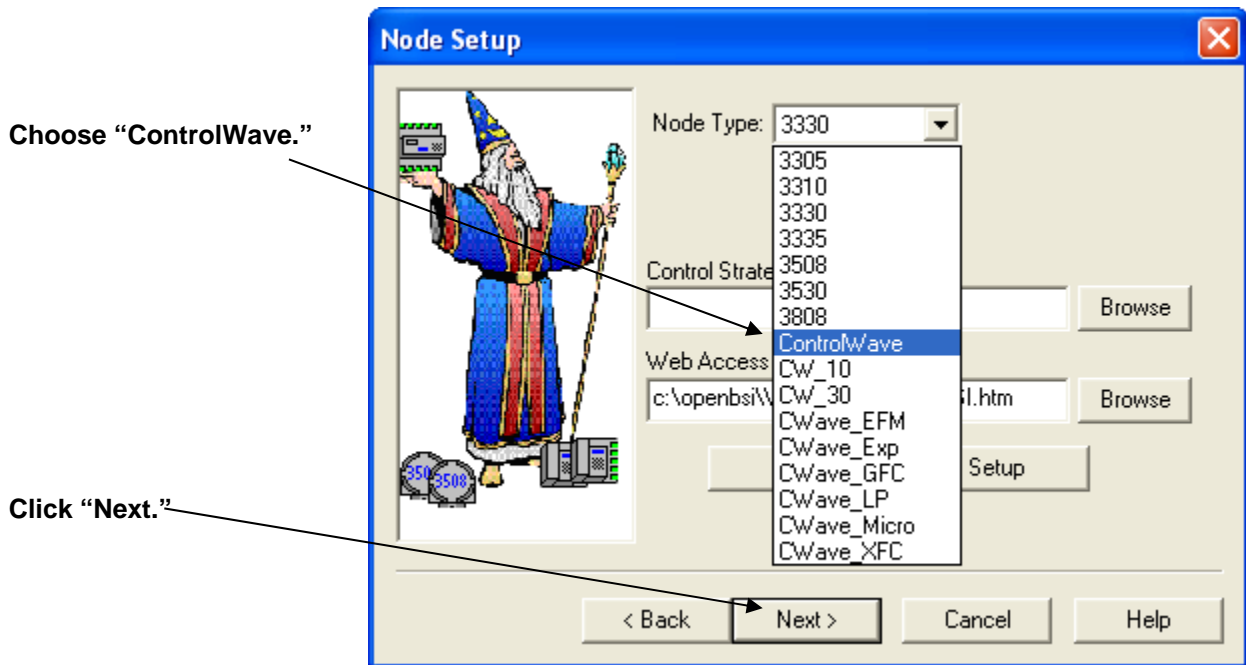 Node Setup
Choose “ControlWave.”
Node Type: 3330
3305
3310
3330
3335
3508
3530
3808
ControlWave
CW_10
CW_30
CWave_EFM
CWave_Exp
CWave_GFC
CWave_LP
CWave_Micro
CWave_XFC
Control Strate
Browse
Web Access
c:\openbsi\ .htm
Browse
Setup
350 3508
Click “Next.”
< Back Next > Cancel Help